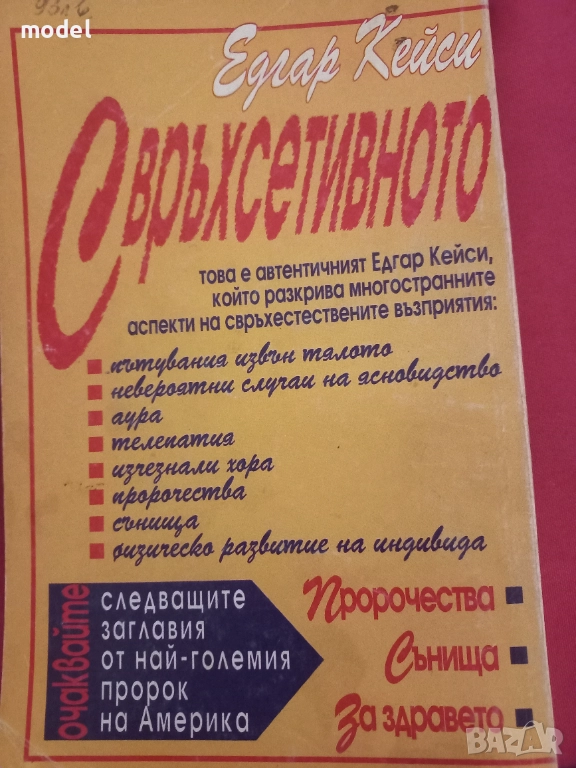 model
Едгар Кейси
Свръхсетивното
това е автентичният Едгар Кейси,
който разкрива многостранните
аспекти на свръхестествените възприятия:
пътувания извън тялото
невероятни случаи на ясновидство
аура
телепатия
изчезнали хора
пророчества
сънища
физическо развитие на индивида
очаквайте
следващите
заглавия
от най-големия
пророк
на Америка
Пророчества
Сънища
За здравето
BAZAR